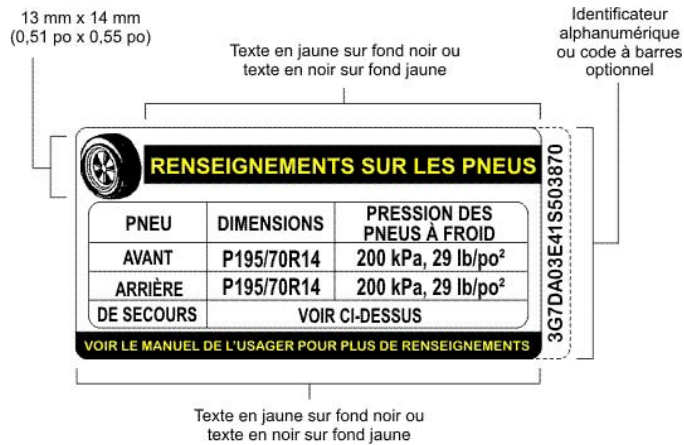 13 mm x 14 mm
(0,51 po x 0,55 po)
Texte en jaune sur fond noir ou
texte en noir sur fond jaune
Identificateur
alphanumérique
ou code à barres
optionnel
RENSEIGNEMENTS SUR LES PNEUS
PNEU DIMENSIONS PRESSION DES
PNEUS À FROID
AVANT P195/70R14 200 kPa, 29 lb/po²
ARRIÈRE P195/70R14 200 kPa, 29 lb/po²
DE SECOURS VOIR CI-DESSUS
VOIR LE MANUEL DE L'USAGER POUR PLUS DE RENSEIGNEMENTS
3G7DA03E41S503870
Texte en jaune sur fond noir ou
texte en noir sur fond jaune